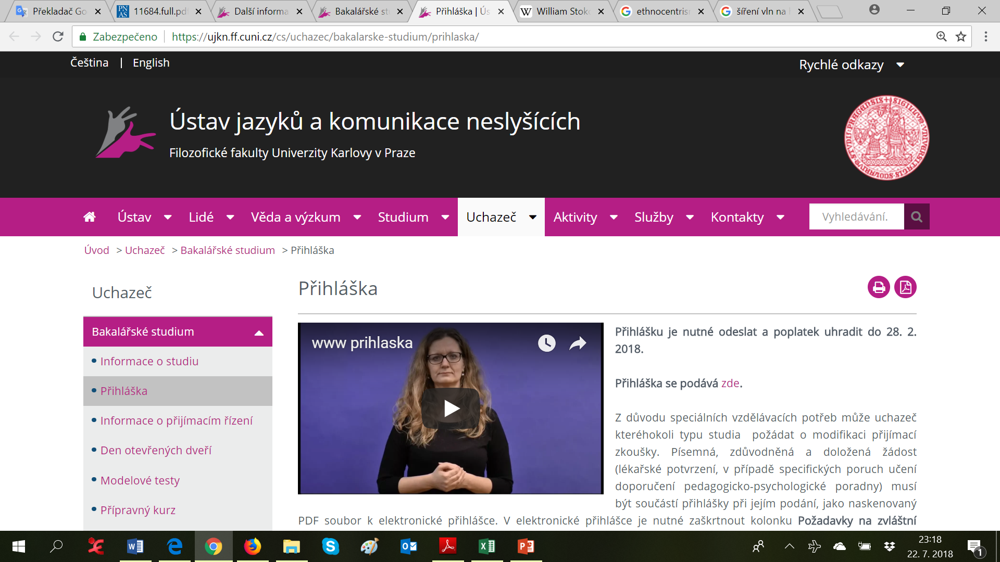 Překladač Go
11684.full.pd
Další informa
Bakalářské st
Přihláška | Ús
William Stoko
ethnocentris
šíření vln na
Zabezpečeno
https://ujkn.ff.cuni.cz/cs/uchazec/bakalarske-studium/prihlaska/
Čeština | English
Rychlé odkazy
Ústav jazyků a komunikace neslyšících
Filozofické fakulty Univerzity Karlovy v Praze
Ústav
Lidé
Věda a výzkum
Studium
Uchazeč
Aktivity
Služby
Kontakty
Vyhledávání.
Úvod > Uchazeč > Bakalářské studium > Přihláška
Uchazeč
Bakalářské studium
Informace o studiu
Přihláška
Informace o přijímacím řízení
Den otevřených dveří
Modelové testy
Přípravný kurz
Přihláška
www prihlaska
Přihlášku je nutné odeslat a poplatek uhradit do 28. 2.
2018.
Přihláška se podává zde.
Z důvodu speciálních vzdělávacích potřeb může uchazeč
kteréhokoli typu studia požádat o modifikaci přijímací
zkoušky. Písemná, zdůvodněná a doložená žádost
(lékařské potvrzení, v případě specifických poruch učení
doporučení pedagogicko-psychologické poradny) musí
být součástí přihlášky při jejím podání, jako naskenovaný
PDF soubor k elektronické přihlášce. V elektronické přihlášce je nutné zaškrtnout kolonku Požadavky na zvláštní
23:18
22. 7. 2018
1